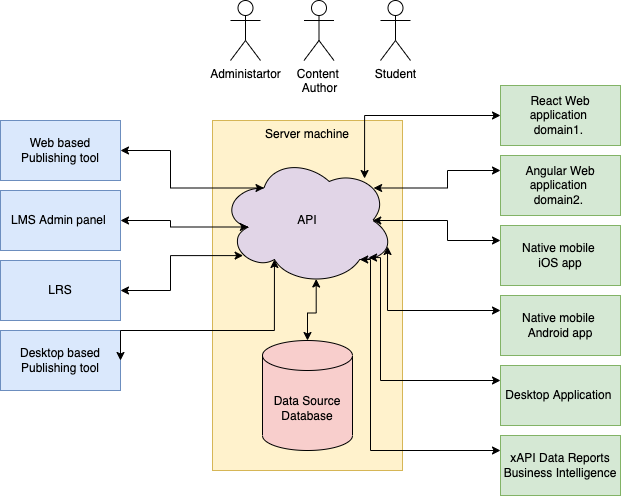 Administartor
Content
Author
Student
Server machine
API
Data Source
Database
Web based
Publishing tool
LMS Admin panel
LRS
Desktop based
Publishing tool
React Web
application
domain1.
Angular Web
application
domain2.
Native mobile
iOS app
Native mobile
Android app
Desktop Application
xAPI Data Reports
Business Intelligence